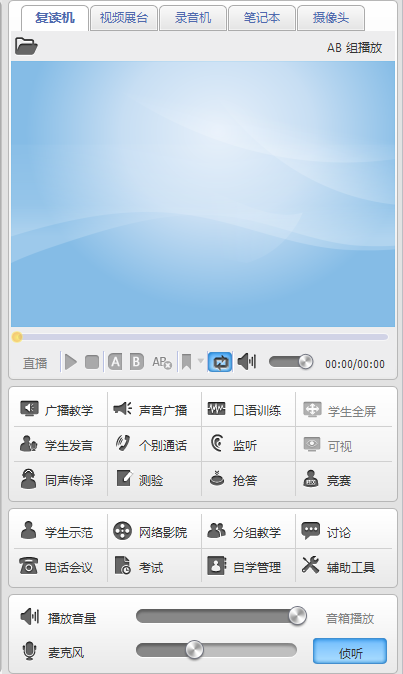 复读机 视频展台 录音机 笔记本 摄像头
AB 组播放
直播 A B AB 00:00/00:00
广播教学 声音广播 口语训练 学生全屏
学生发言 个别通话 监听 可视
同声传译 测验 抢答 竞赛
学生示范 网络影院 分组教学 讨论
电话会议 考试 自学管理 辅助工具
播放音量 音箱播放
麦克风 侦听